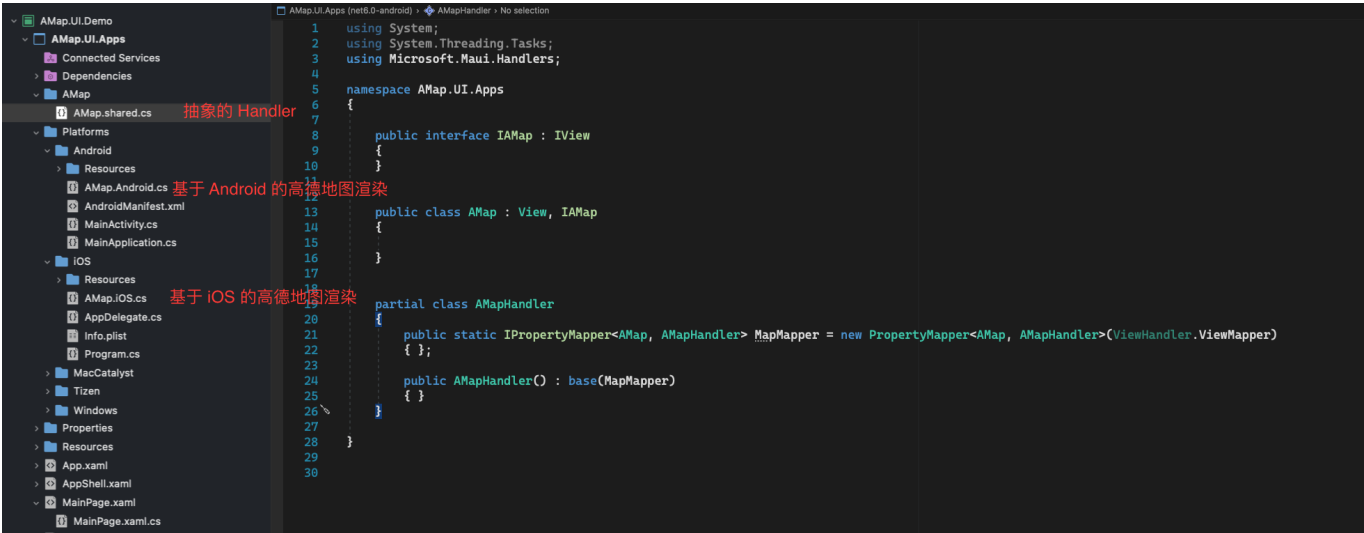 AMap.UI.Demo
AMap.UI.Apps
Connected Services
Dependencies
AMap
AMap.shared.cs 抽象的 Handler
Platforms
Android
Resources
AMap.Android.cs 基于 Android 的高德地图渲染
AndroidManifest.xml
MainActivity.cs
MainApplication.cs
iOS
Resources
AMap.iOS.cs 基于 iOS 的高德地图渲染
AppDelegate.cs
Info.plist
Program.cs
MacCatalyst
Tizen
Windows
Properties
Resources
App.xaml
AppShell.xaml
MainPage.xaml
MainPage.xaml.cs
AMap.UI.Apps (net6.0-android) › AMapHandler › No selection
1 using System;
2 using System.Threading.Tasks;
3 using Microsoft.Maui.Handlers;
4
5 namespace AMap.UI.Apps
6 {
7
8 public interface IAMap : IView
9 {
10 }
11
12
13 public class AMap : View, IAMap
14 {
15
16 }
17
18
19 partial class AMapHandler
20 {
21 public static IPropertyMapper<AMap, AMapHandler> MapMapper = new PropertyMapper<AMap, AMapHandler>(ViewHandler.ViewMapper)
22 { };
23
24 public AMapHandler() : base(MapMapper)
25 { }
26 }
27
28 }
29
30